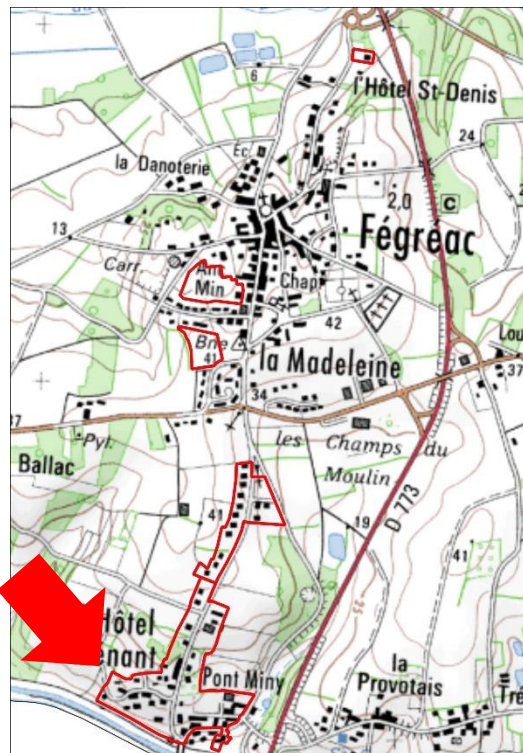 6
l'Hôtel St-Denis
Éc.
24
la Danoterie
2,0
C
13
Fégréac
Carr.
Min
Chap
42
Bne
41
Lou
la Madeleine
37
34
37
les Champs du
Moulin
Pyl.
Ballac
41
19
D 773
41
25
Hôtel
enant
Pont Miny
la
Provotais
Tré